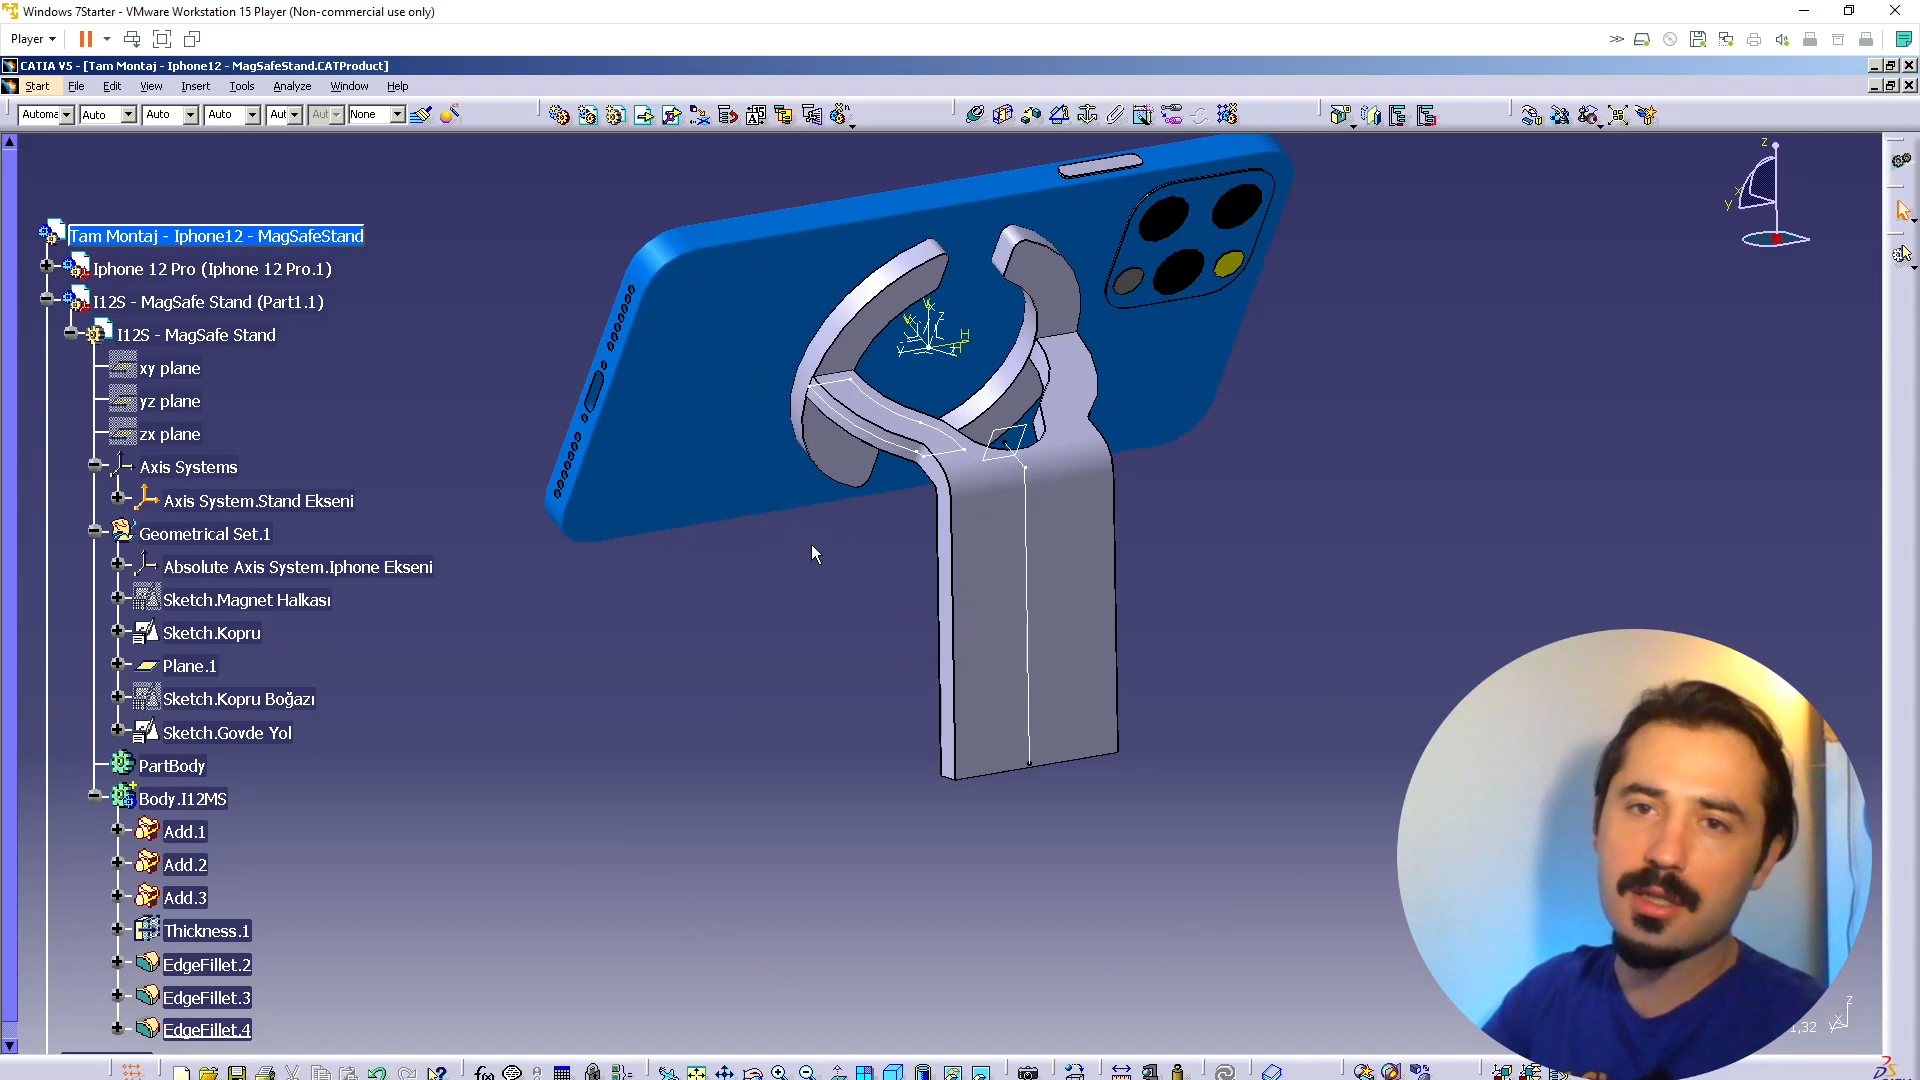 Windows 7Starter - VMware Workstation 15 Player (Non-commercial use only)
Player
CATIA V5 - [Tam Montaj - Iphone12 - MagSafeStand.CATProduct]
Start File Edit View Insert Tools Analyze Window Help
Automa Auto Auto Auto Aut Aut None
Tam Montaj - Iphone12 - MagSafeStand
Iphone 12 Pro (Iphone 12 Pro.1)
I12S - MagSafe Stand (Part1.1)
I12S - MagSafe Stand
xy plane
yz plane
zx plane
Axis Systems
Axis System.Stand Ekseni
Geometrical Set.1
Absolute Axis System.Iphone Ekseni
Sketch.Magnet Halkası
Sketch.Kopru
Plane.1
Sketch.Kopru Boğazı
Sketch.Govde Yol
PartBody
Body.I12MS
Add.1
Add.2
Add.3
Thickness.1
EdgeFillet.2
EdgeFillet.3
EdgeFillet.4
z
x
y
H
z
1,32